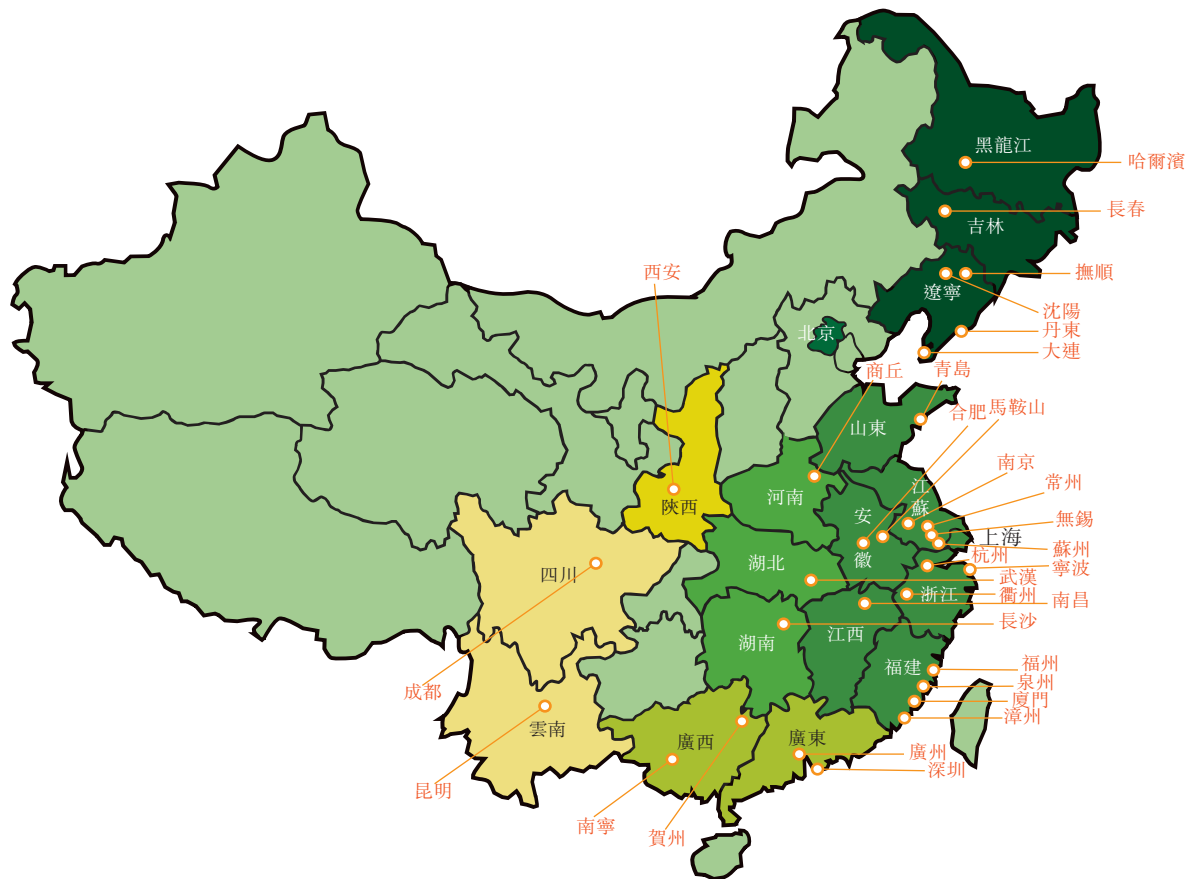 黑龍江
哈爾濱
長春
吉林
西安
撫順
遼寧
沈陽
北京
丹東
大連
商丘
青島
合肥
馬鞍山
山東
南京
江蘇
常州
河南
陝西
安徽
無錫
上海
蘇州
杭州
寧波
湖北
四川
武漢
浙江
衢州
南昌
長沙
江西
湖南
福建
福州
泉州
成都
廈門
漳州
雲南
廣西
廣東
廣州
深圳
昆明
南寧
賀州